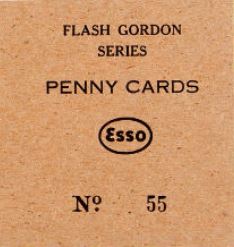 FLASH GORDON
SERIES
PENNY CARDS
Esso
Nº 55